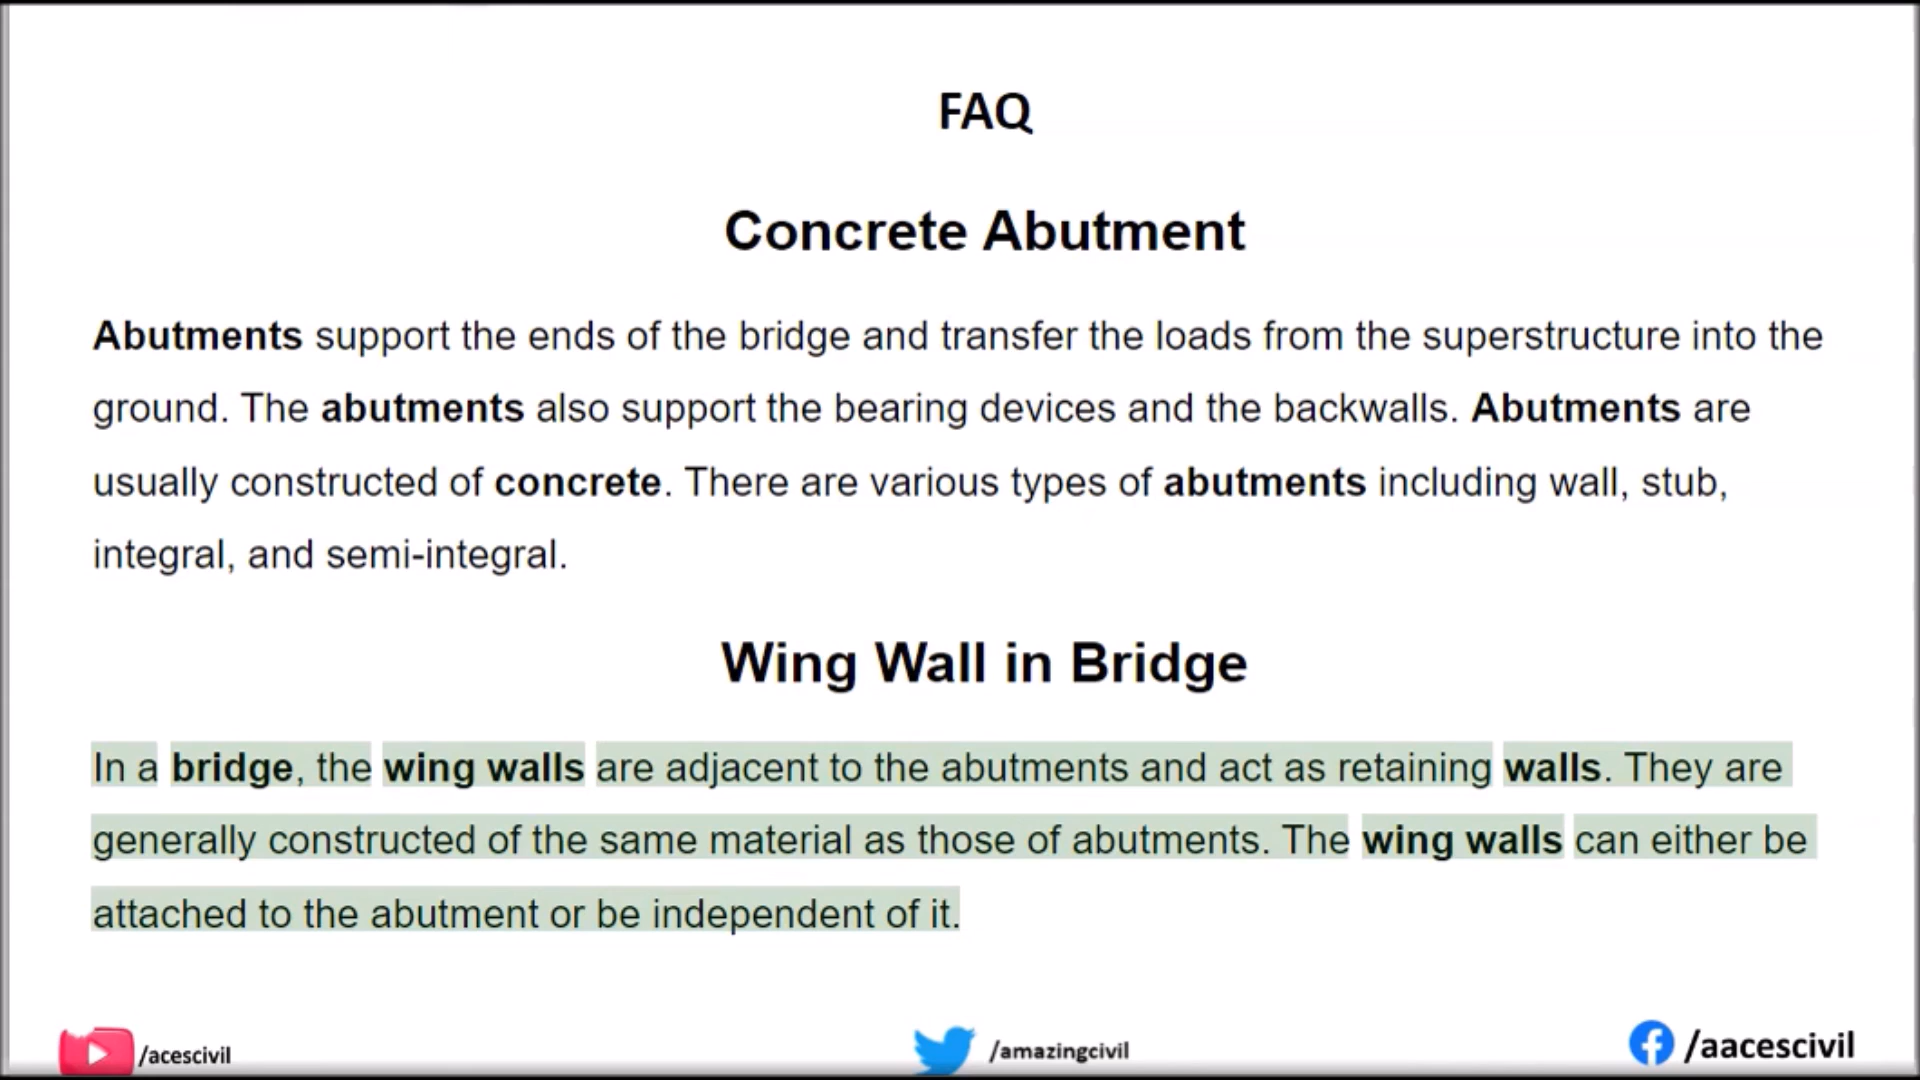 FAQ
Concrete Abutment
Abutments support the ends of the bridge and transfer the loads from the superstructure into the
ground. The abutments also support the bearing devices and the backwalls. Abutments are
usually constructed of concrete. There are various types of abutments including wall, stub,
integral, and semi-integral.
Wing Wall in Bridge
In a bridge, the wing walls are adjacent to the abutments and act as retaining walls. They are
generally constructed of the same material as those of abutments. The wing walls can either be
attached to the abutment or be independent of it.
/acescivil
/amazingcivil
/aacescivil